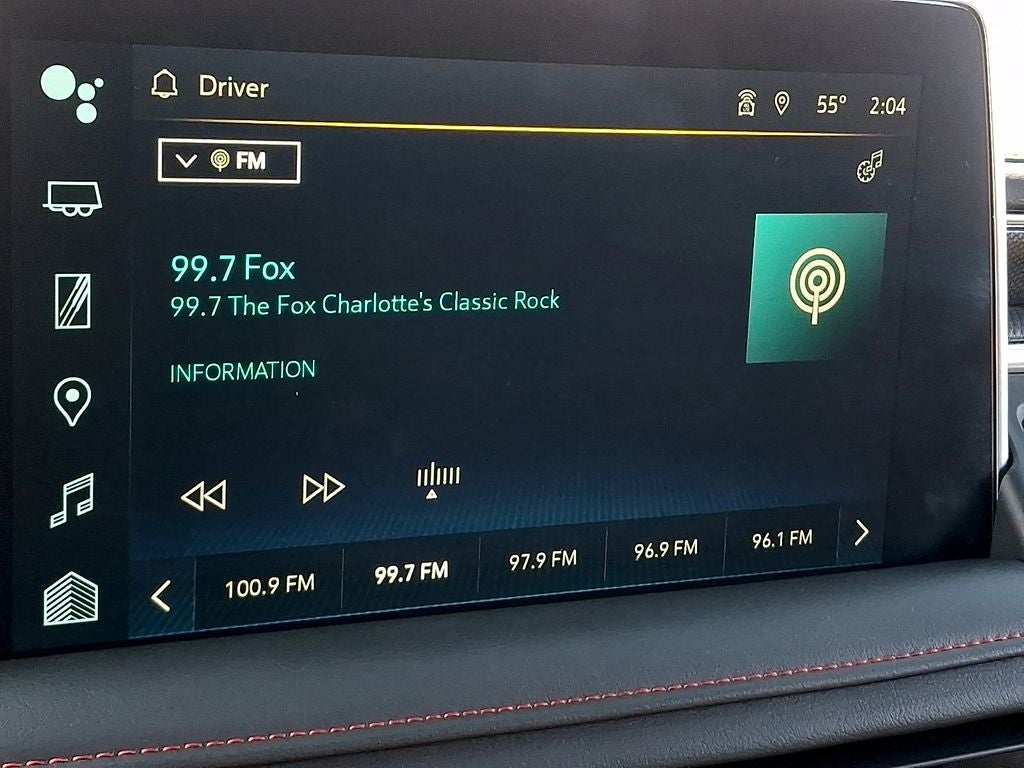 Driver
55° 2:04
FM
99.7 Fox
99.7 The Fox Charlotte's Classic Rock
INFORMATION
100.9 FM 99.7 FM 97.9 FM 96.9 FM 96.1 FM